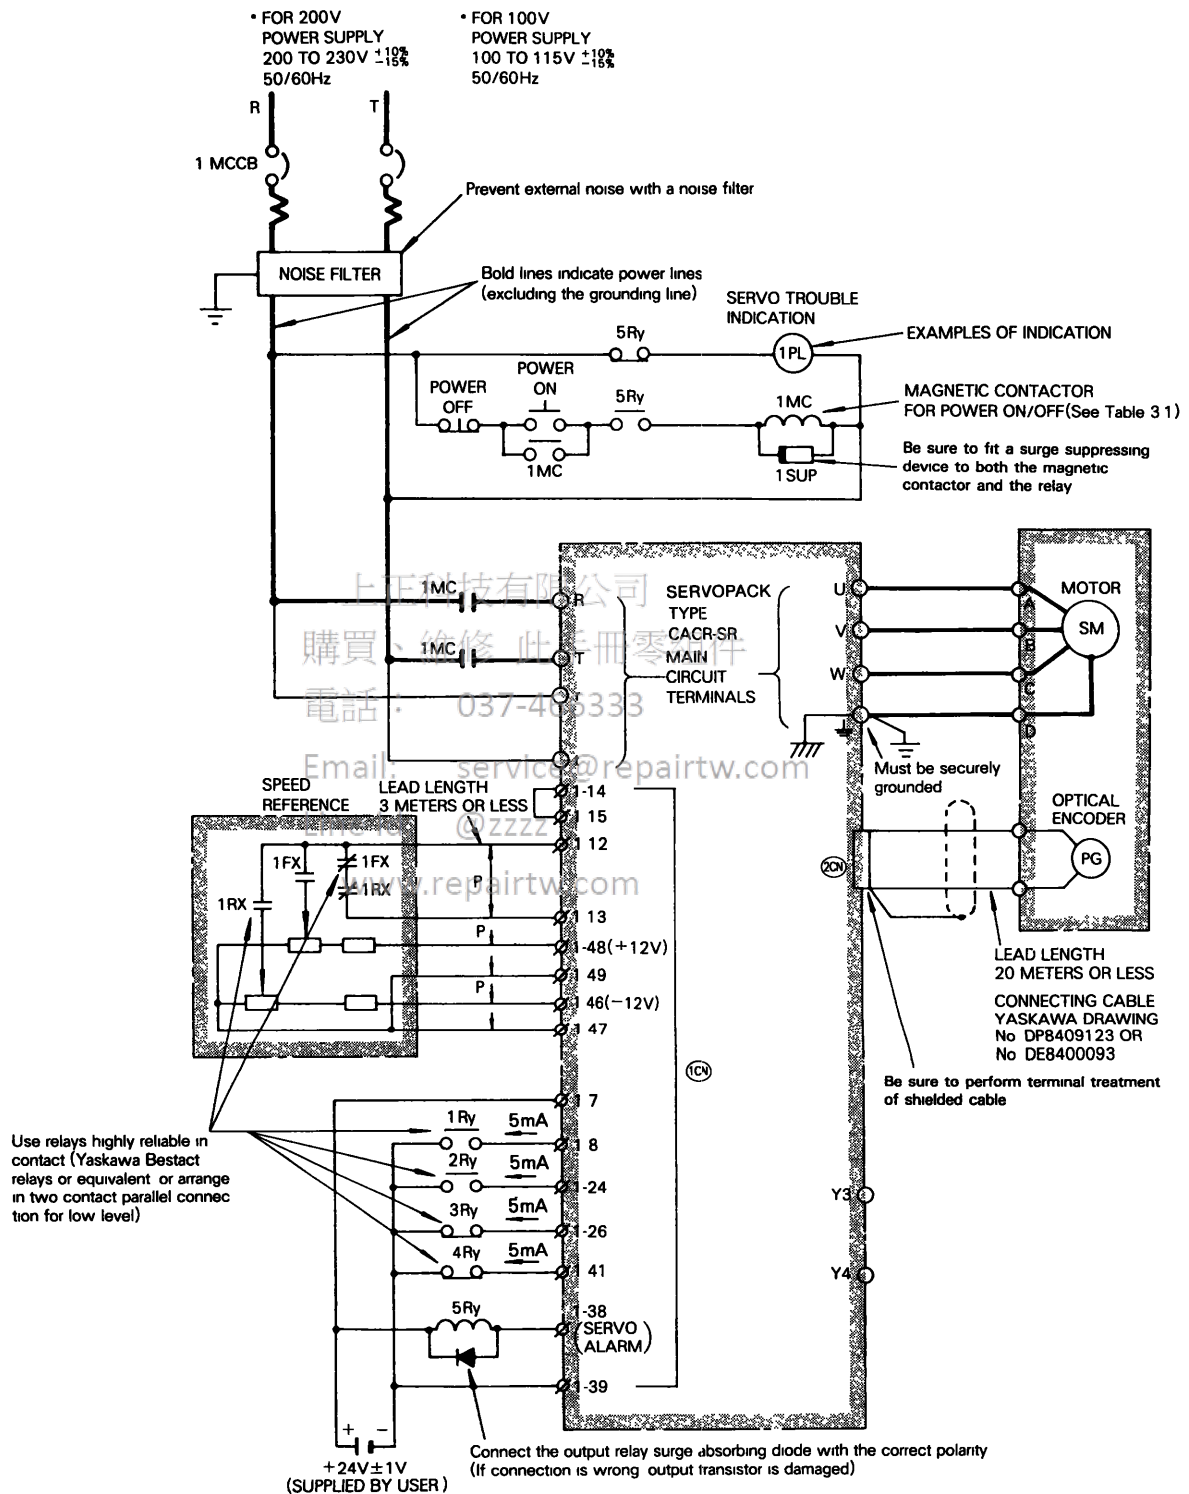 • FOR 200V
POWER SUPPLY
200 TO 230V +10% -15%
50/60Hz
• FOR 100V
POWER SUPPLY
100 TO 115V +10% -15%
50/60Hz
R
T
1 MCCB
Prevent external noise with a noise filter
NOISE FILTER
Bold lines indicate power lines
(excluding the grounding line)
SERVO TROUBLE
INDICATION
5Ry
1PL
EXAMPLES OF INDICATION
POWER
OFF
POWER
ON
5Ry
1MC
1MC
1SUP
MAGNETIC CONTACTOR
FOR POWER ON/OFF(See Table 3 1)
Be sure to fit a surge suppressing
device to both the magnetic
contactor and the relay
上正科技有限公司
購買、維修 此手冊零組件
電話： 037-466333
Email: service@repairtw.com
@zzzz
www.repairtw.com
1MC
R
1MC
T
SERVOPACK
TYPE
CACR-SR
MAIN
CIRCUIT
TERMINALS
U
V
W
A
B
C
D
MOTOR
SM
Must be securely
grounded
SPEED
REFERENCE
LEAD LENGTH
3 METERS OR LESS
1-14
1 15
1 12
1FX
1FX
1RX
1RX
P
1 13
P
1-48(+12V)
1 49
P
1 46(−12V)
1 47
OPTICAL
ENCODER
PG
2CN
LEAD LENGTH
20 METERS OR LESS
CONNECTING CABLE
YASKAWA DRAWING
No DP8409123 OR
No DE8400093
Be sure to perform terminal treatment
of shielded cable
1CN
Use relays highly reliable in
contact (Yaskawa Bestact
relays or equivalent or arrange
in two contact parallel connec
tion for low level)
1 7
1Ry
5mA
1 8
2Ry
5mA
1-24
3Ry
5mA
1-26
4Ry
5mA
1 41
Y3
Y4
5Ry
1-38
(SERVO
ALARM)
1-39
+ −
+24V±1V
(SUPPLIED BY USER)
Connect the output relay surge absorbing diode with the correct polarity
(If connection is wrong output transistor is damaged)